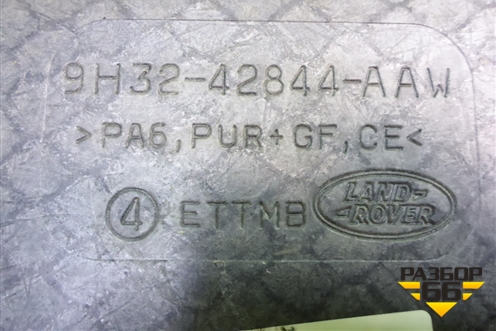 9H32-42844-AAW
>PA6,PUR+GF,CE<
4 ETTMB
LAND-
-ROVER
РАЗБОР
66